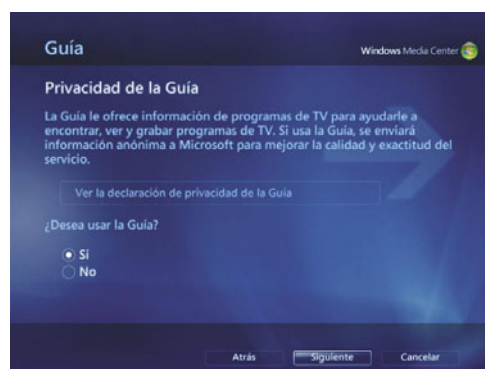 Guía
Windows Media Center
Privacidad de la Guía
La Guía le ofrece información de programas de TV para ayudarle a
encontrar, ver y grabar programas de TV. Si usa la Guía, se enviará
información anónima a Microsoft para mejorar la calidad y exactitud del
servicio.
Ver la declaración de privacidad de la Guía
¿Desea usar la Guía?
Sí
No
Atrás Siguiente Cancelar